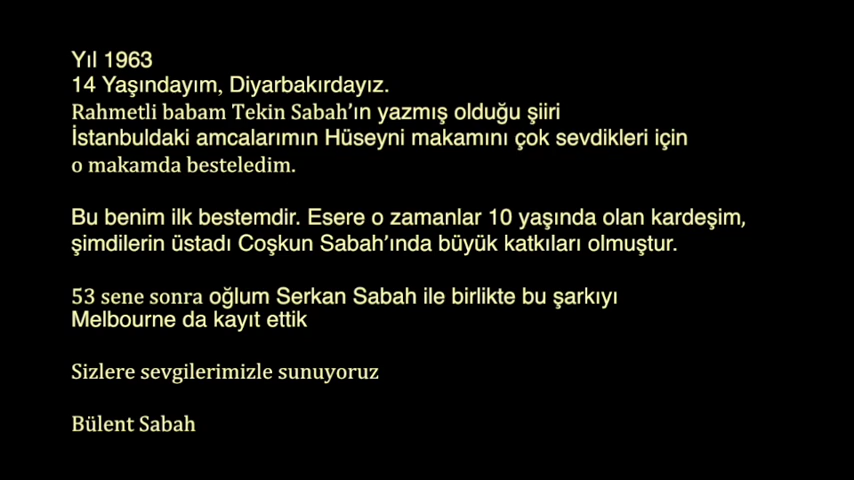 Yıl 1963
14 Yaşındayım, Diyarbakırdayız.
Rahmetli babam Tekin Sabah'ın yazmış olduğu şiiri
İstanbuldaki amcalarımın Hüseyni makamını çok sevdikleri için
o makamda besteledim.
Bu benim ilk bestemdir. Esere o zamanlar 10 yaşında olan kardeşim,
şimdilerin üstadı Coşkun Sabah'ında büyük katkıları olmuştur.
53 sene sonra oğlum Serkan Sabah ile birlikte bu şarkıyı
Melbourne da kayıt ettik
Sizlere sevgilerimizle sunuyoruz
Bülent Sabah